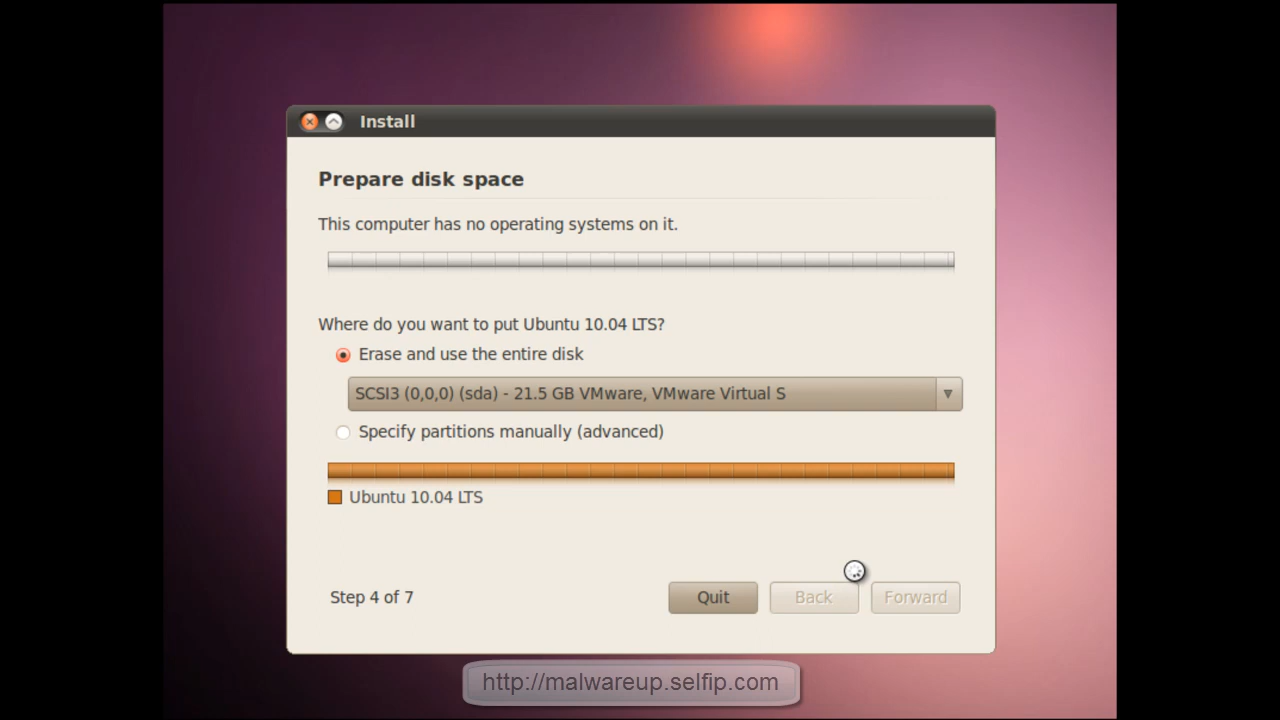 Install
Prepare disk space
This computer has no operating systems on it.
Where do you want to put Ubuntu 10.04 LTS?
Erase and use the entire disk
SCSI3 (0,0,0) (sda) - 21.5 GB VMware, VMware Virtual S
Specify partitions manually (advanced)
Ubuntu 10.04 LTS
Step 4 of 7
Quit
Back
Forward
http://malwareup.selfip.com